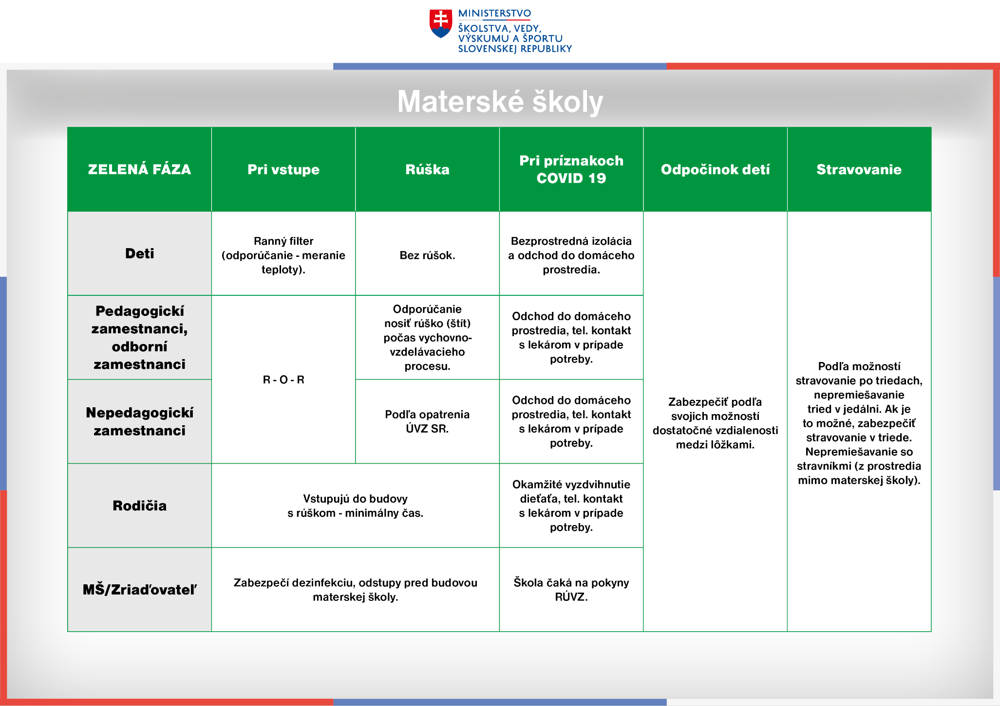 MINISTERSTVO
ŠKOLSTVA, VEDY,
VÝSKUMU A ŠPORTU
SLOVENSKEJ REPUBLIKY
Materské školy
ZELENÁ FÁZA
Pri vstupe
Rúška
Pri príznakoch
COVID 19
Odpočinok detí
Stravovanie
Deti
Ranný filter
(odporúčanie - meranie
teploty).
Bez rúšok.
Bezprostredná izolácia
a odchod do domáceho
prostredia.
Pedagogickí
zamestnanci,
odborní
zamestnanci
R - O - R
Odporúčanie
nosiť rúško (štít)
počas vychovno-
vzdelávacieho
procesu.
Odchod do domáceho
prostredia, tel. kontakt
s lekárom v prípade
potreby.
Nepedagogickí
zamestnanci
Podľa opatrenia
ÚVZ SR.
Odchod do domáceho
prostredia, tel. kontakt
s lekárom v prípade
potreby.
Zabezpečiť podľa
svojich možností
dostatočné vzdialenosti
medzi lôžkami.
Podľa možností
stravovanie po triedach,
nepremiešavanie
tried v jedálni. Ak je
to možné, zabezpečiť
stravovanie v triede.
Nepremiešavanie so
stravníkmi (z prostredia
mimo materskej školy).
Rodičia
Vstupujú do budovy
s rúškom - minimálny čas.
Okamžité vyzdvihnutie
dieťaťa, tel. kontakt
s lekárom v prípade
potreby.
MŠ/Zriaďovateľ
Zabezpečí dezinfekciu, odstupy pred budovou
materskej školy.
Škola čaká na pokyny
RÚVZ.